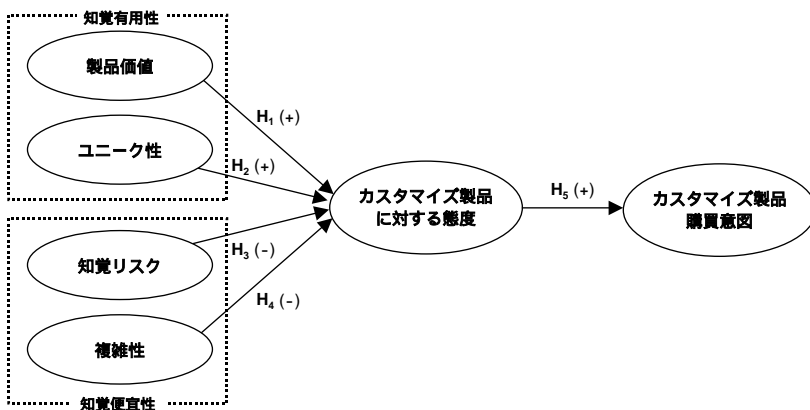 知覚有用性
製品価値
ユニーク性
H₁ (+)
H₂ (+)
知覚リスク
複雑性
H₃ (-)
H₄ (-)
知覚便宜性
カスタマイズ製品
に対する態度
H₅ (+)
カスタマイズ製品
購買意図